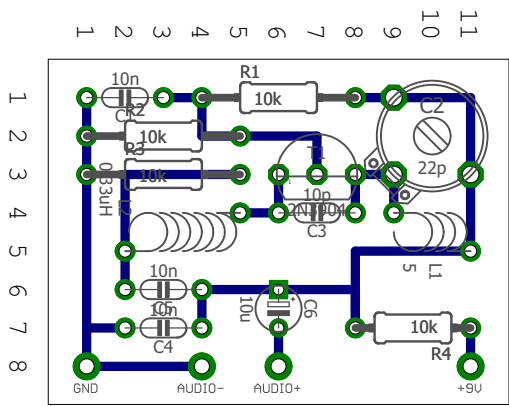 1 2 3 4 5 6 7 8 9 10 11
1
2
3
4
5
6
7
8
10n
C1
R1
10k
C2
22p
R2
10k
R3
10k
T1
2N3904
10p
C3
0.33uH
L2
L1
5
10n
C5
10n
C4
10u
C6
10k
R4
GND
AUDIO-
AUDIO+
+9V